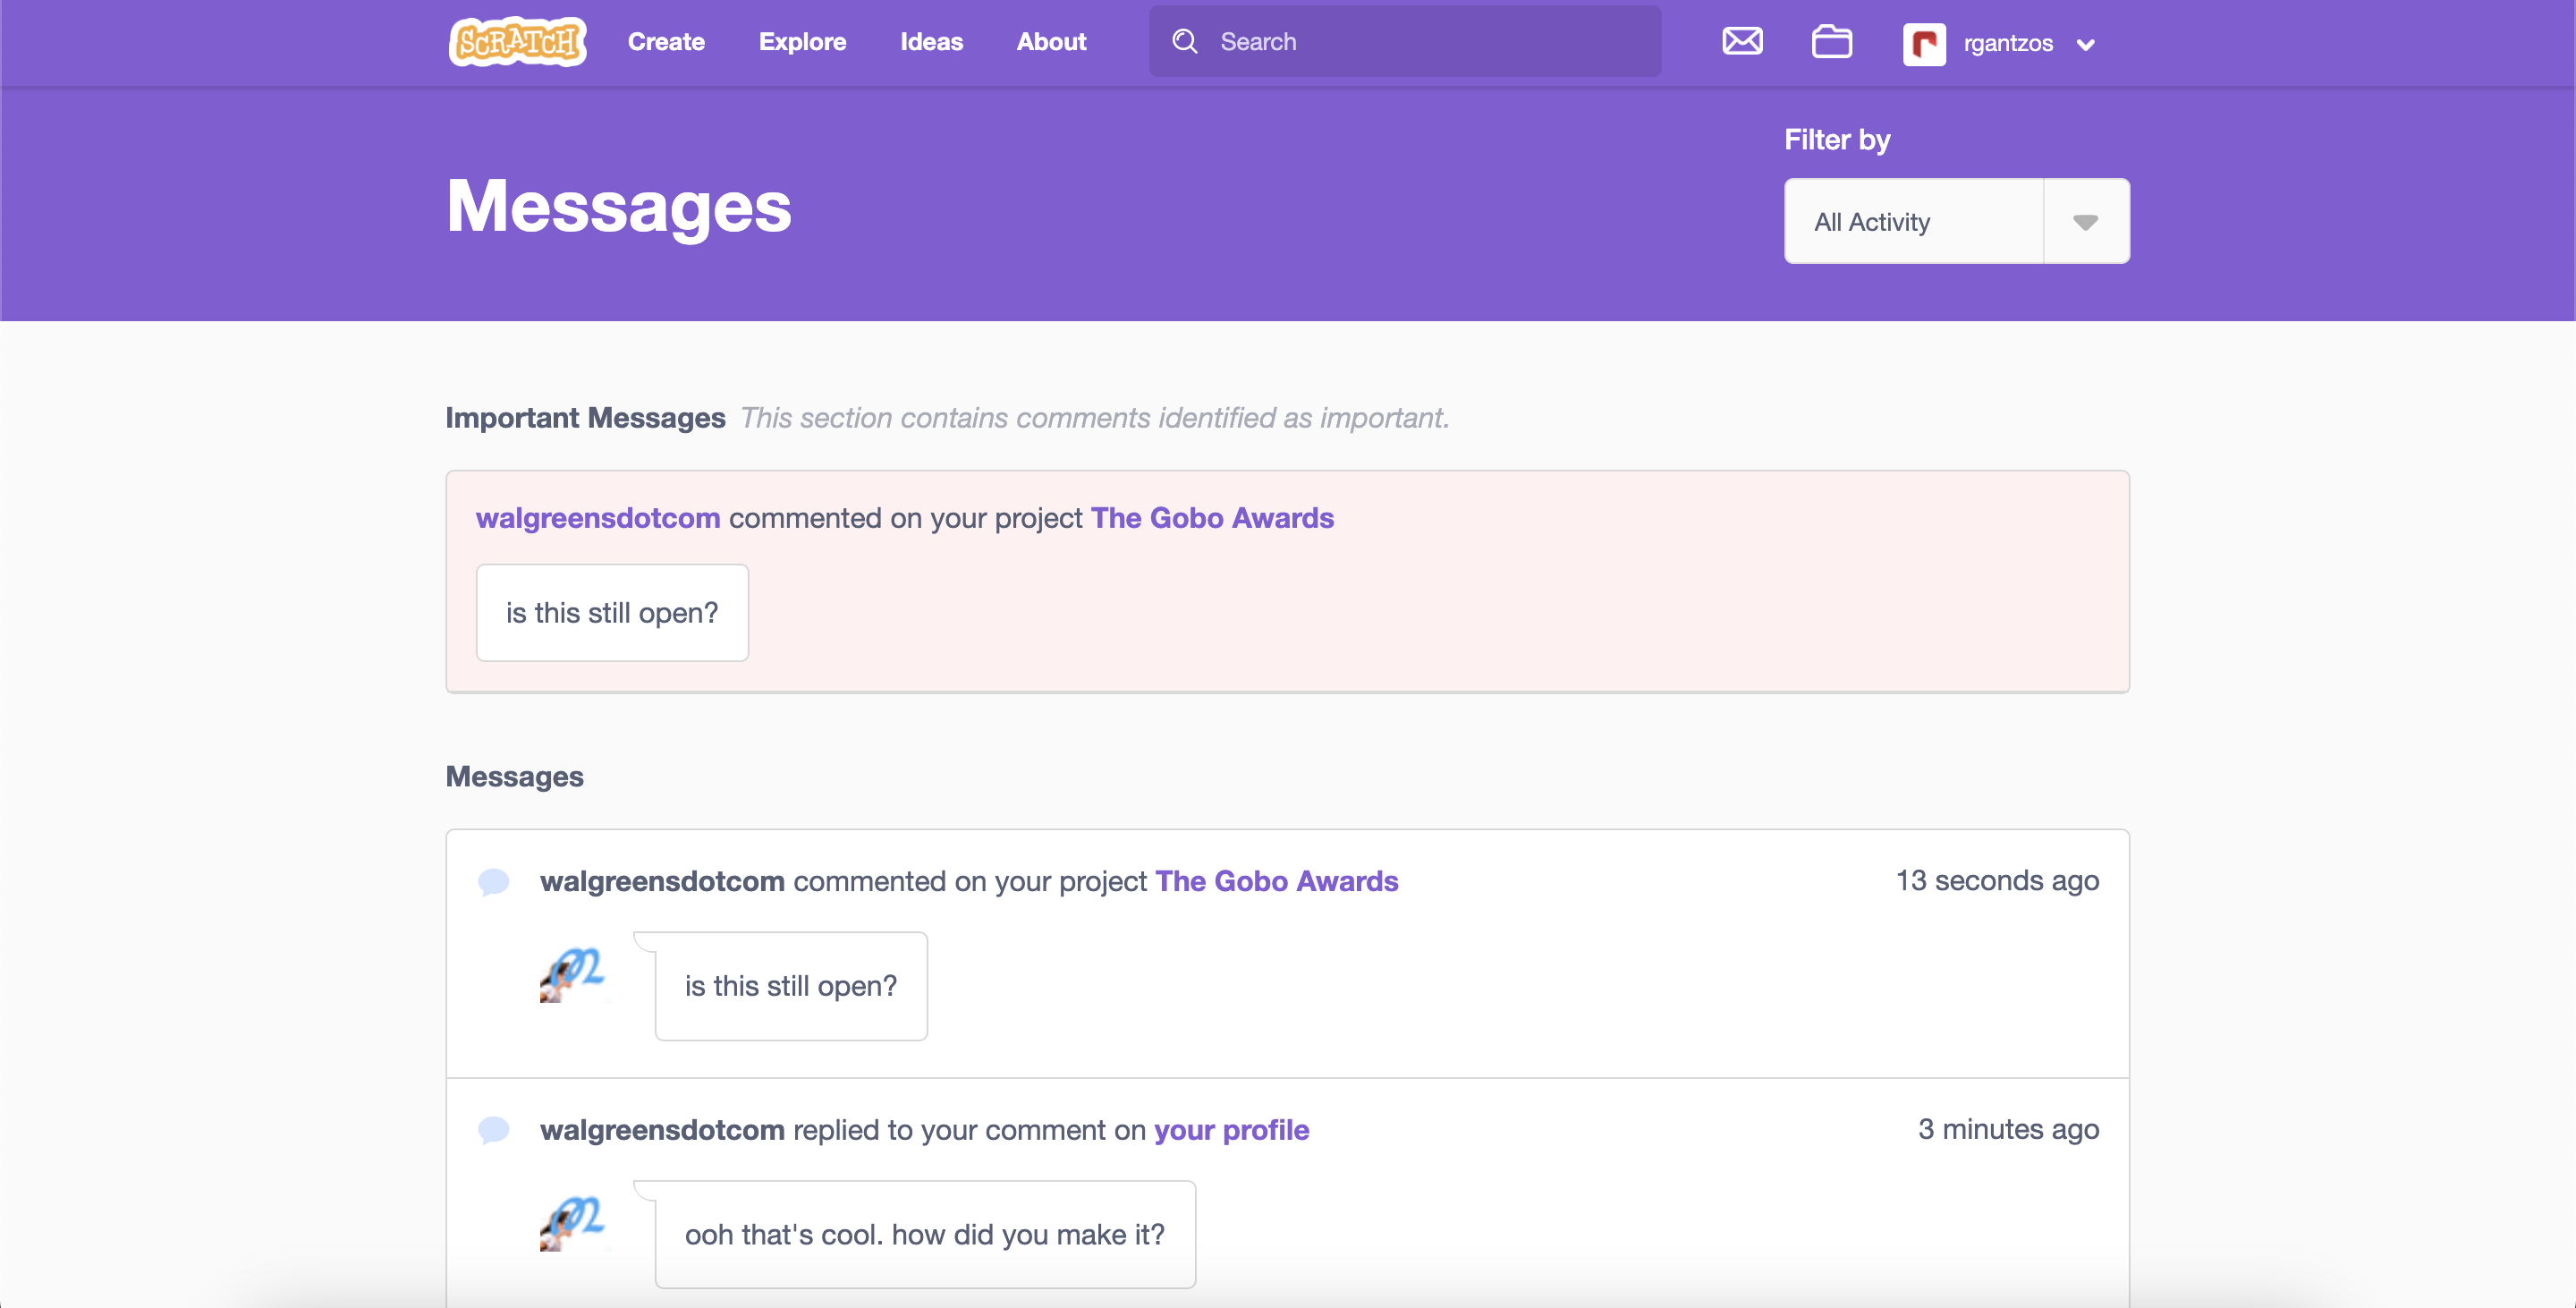 SCRATCH Create Explore Ideas About Search rgantzos
Filter by
Messages
All Activity
Important Messages This section contains comments identified as important.
walgreensdotcom commented on your project The Gobo Awards
is this still open?
Messages
walgreensdotcom commented on your project The Gobo Awards 13 seconds ago
is this still open?
walgreensdotcom replied to your comment on your profile 3 minutes ago
ooh that's cool. how did you make it?